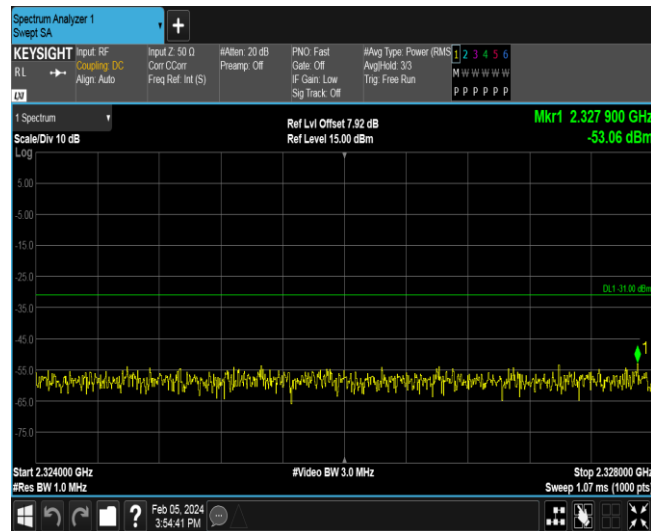 Spectrum Analyzer 1
Swept SA
KEYSIGHT
RL
LXI
Input: RF
Coupling: DC
Align: Auto
Input Z: 50 Ω
Corr CCorr
Freq Ref: Int (S)
#Atten: 20 dB
Preamp: Off
PNO: Fast
Gate: Off
IF Gain: Low
Sig Track: Off
#Avg Type: Power (RMS
Avg|Hold: 3/3
Trig: Free Run
1 2 3 4 5 6
M W W W W W
P P P P P P
1 Spectrum
Scale/Div 10 dB
Log
Ref Lvl Offset 7.92 dB
Ref Level 15.00 dBm
Mkr1 2.327 900 GHz
-53.06 dBm
5.00
-5.00
-15.0
-25.0
DL1 -31.00 dBm
-35.0
-45.0
1
-55.0
-65.0
-75.0
Start 2.324000 GHz
#Res BW 1.0 MHz
#Video BW 3.0 MHz
Stop 2.328000 GHz
Sweep 1.07 ms (1000 pts)
?
Feb 05, 2024
3:54:41 PM